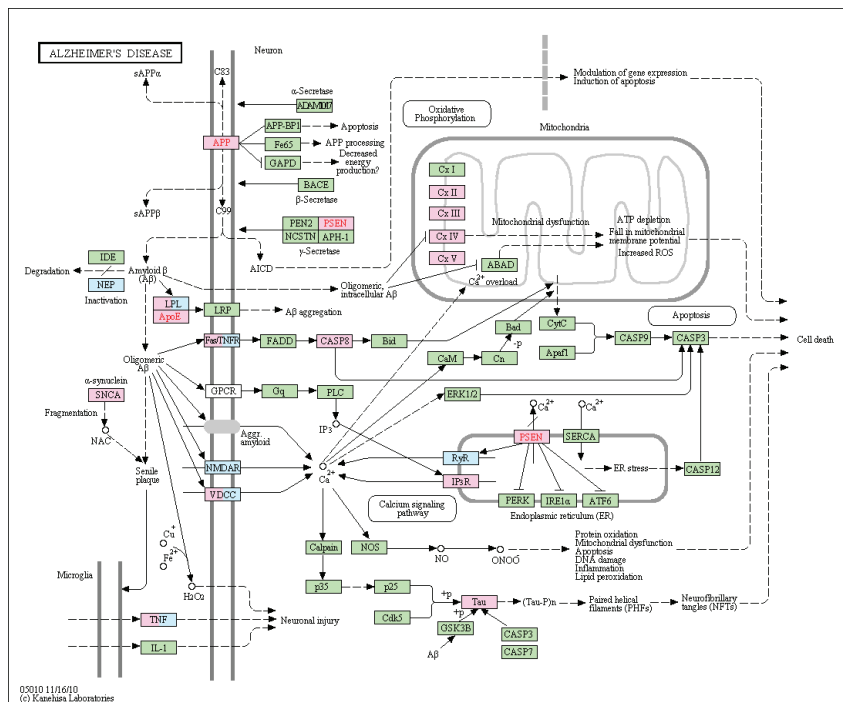 ALZHEIMER'S DISEASE
Neuron
C83
sAPPα
α-Secretase
ADAM10/17
Modulation of gene expression
Induction of apoptosis
Oxidative
Phosphorylation
Mitochondria
APP-BP1
Apoptosis
APP
Fe65
APP processing
GAPD
Decreased
energy
production?
BACE
β-Secretase
sAPPβ
C99
PEN2
PSEN
NCSTN
APH-1
γ-Secretase
AICD
Cx I
Cx II
Cx III
Cx IV
Cx V
Mitochondrial dysfunction
ATP depletion
Fall in mitochondrial
membrane potential
Increased ROS
ABAD
Ca2+ overload
IDE
Degradation
Amyloid β
(Aβ)
NEP
Inactivation
Oligomeric,
intracellular Aβ
LPL
ApoE
LRP
Aβ aggregation
Bad
-p
CytC
Apoptosis
Fas/TNFR
FADD
CASP8
Bid
CASP9
CASP3
Cell death
Oligomeric
Aβ
CaM
Cn
Apaf1
α-synuclein
SNCA
GPCR
Gq
PLC
ERK1/2
Fragmentation
NAC
IP3
Ca2+
Ca2+
Aggr.
amyloid
PSEN
SERCA
Senile
plaque
NMDAR
Ca2+
RyR
ER stress
CASP12
IP3R
VDCC
PERK
IRE1α
ATF6
Endoplasmic reticulum (ER)
Calcium signaling
pathway
Cu+
Fe2+
Calpain
NOS
NO
ONOO-
Protein oxidation
Mitochondrial dysfunction
Apoptosis
DNA damage
Inflammation
Lipid peroxidation
Microglia
H2O2
p35
p25
+p
Tau
(Tau-P)n
Paired helical
filaments (PHFs)
Neurofibrillary
tangles (NFTs)
TNF
Neuronal injury
Cdk5
+p
GSK3B
CASP3
IL-1
Aβ
CASP7
05010 11/16/10
(c) Kanehisa Laboratories